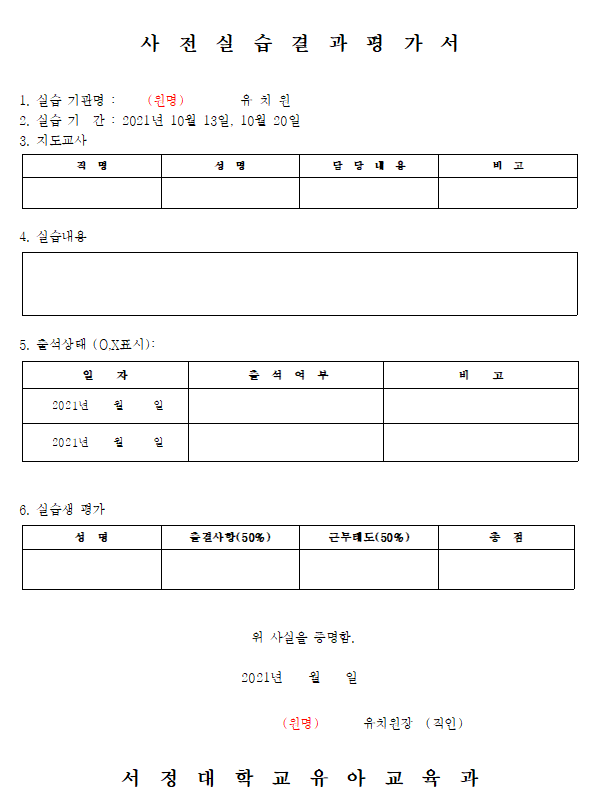 사 전 실 습 결 과 평 가 서
1. 실습 기관명 : (원명) 유 치 원
2. 실습 기 간 : 2021년 10월 13일, 10월 20일
3. 지도교사
직 명 성 명 담 당 내 용 비 고
4. 실습내용
5. 출석상태 (O,X표시):
일 자 출 석 여 부 비 고
2021년 월 일
2021년 월 일
6. 실습생 평가
성 명 출결사항(50%) 근무태도(50%) 총 점
위 사실을 증명함.
2021년 월 일
(원명) 유치원장 (직인)
서 정 대 학 교 유 아 교 육 과